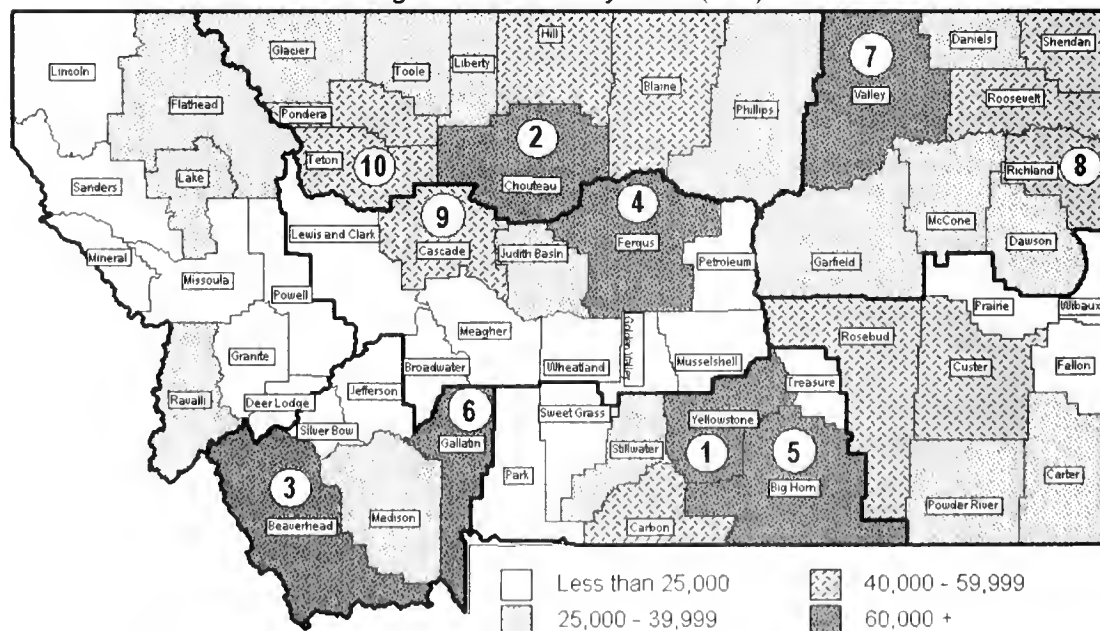 Hill
Glacier
Toole
Liberty
Daniels
Sheridan
Lincoln
7
Flathead
Blaine
Phillips
Valley
Roosevelt
Pondera
2
Teton
10
Chouteau
Richland
8
Sanders
Lake
9
4
McCone
Lewis and Clark
Cascade
Judith Basin
Fergus
Petroleum
Garfield
Dawson
Mineral
Missoula
Powell
Prairie
Wibaux
Meagher
Rosebud
Granite
Broadwater
Wheatland
Musselshell
Custer
Fallon
Jefferson
Treasure
Ravalli
Deer Lodge
6
Sweet Grass
Yellowstone
Silver Bow
Gallatin
Stillwater
1
5
3
Park
Big Horn
Carter
Beaverhead
Madison
Carbon
Powder River
Less than 25,000
40,000 - 59,999
25,000 - 39,999
60,000 +